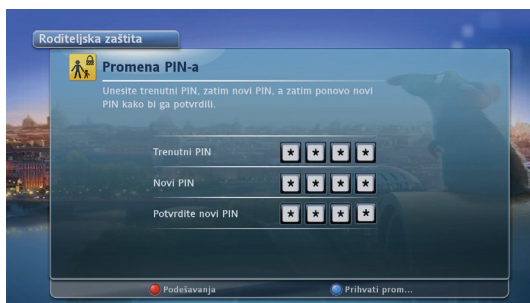 Roditeljska zaštita
Promena PIN-a
Unesite trenutni PIN, zatim novi PIN, a zatim ponovo novi
PIN kako bi ga potvrdili.
Trenutni PIN * * * *
Novi PIN * * * *
Potvrdite novi PIN * * * *
Podešavanja Prihvati prom...